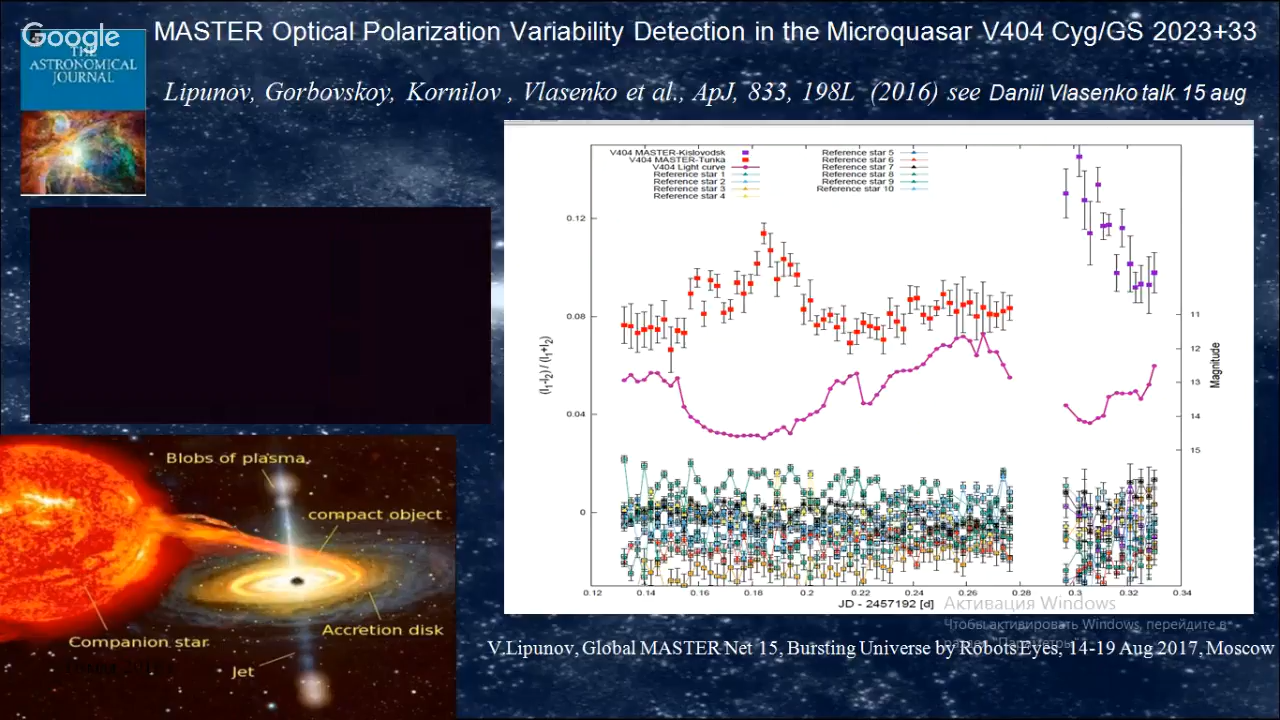 Google
MASTER Optical Polarization Variability Detection in the Microquasar V404 Cyg/GS 2023+33
THE
ASTRONOMICAL
JOURNAL
Lipunov, Gorbovskoy, Kornilov , Vlasenko et al., ApJ, 833, 198L (2016) see Daniil Vlasenko talk 15 aug
V404 MASTER-Kislovodsk
V404 MASTER-Tunka
V404 Light curve
Reference star 1
Reference star 2
Reference star 3
Reference star 4
Reference star 5
Reference star 6
Reference star 7
Reference star 8
Reference star 9
Reference star 10
0.12
0.08
0.04
0
(I₁-I₂) / (I₁+I₂)
11
12
13
14
15
Magnitude
0.12 0.14 0.16 0.18 0.2 0.22 0.24 0.26 0.28 0.3 0.32 0.34
JD - 2457192 [d]
Blobs of plasma
compact object
Accretion disk
Companion star
Jet
Активация Windows
Чтобы активировать Windows, перейдите в
V.Lipunov, Global MASTER Net 15, Bursting Universe by Robots Eyes, 14-19 Aug 2017, Moscow